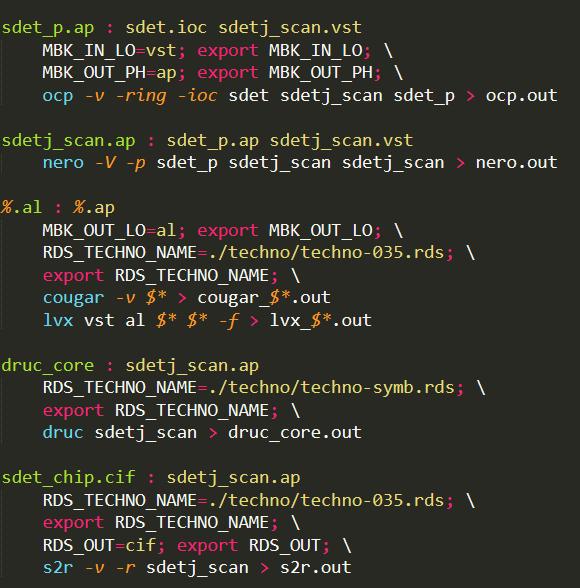 sdet_p.ap : sdet.ioc sdetj_scan.vst
    MBK_IN_LO=vst; export MBK_IN_LO; \
    MBK_OUT_PH=ap; export MBK_OUT_PH; \
    ocp -v -ring -ioc sdet sdetj_scan sdet_p > ocp.out

sdetj_scan.ap : sdet_p.ap sdetj_scan.vst
    nero -V -p sdet_p sdetj_scan sdetj_scan > nero.out

%.al : %.ap
    MBK_OUT_LO=al; export MBK_OUT_LO; \
    RDS_TECHNO_NAME=./techno/techno-035.rds; \
    export RDS_TECHNO_NAME; \
    cougar -v $* > cougar_$*.out
    lvx vst al $* $* -f > lvx_$*.out

druc_core : sdetj_scan.ap
    RDS_TECHNO_NAME=./techno/techno-symb.rds; \
    export RDS_TECHNO_NAME; \
    druc sdetj_scan > druc_core.out

sdet_chip.cif : sdetj_scan.ap
    RDS_TECHNO_NAME=./techno/techno-035.rds; \
    export RDS_TECHNO_NAME; \
    RDS_OUT=cif; export RDS_OUT; \
    s2r -v -r sdetj_scan > s2r.out